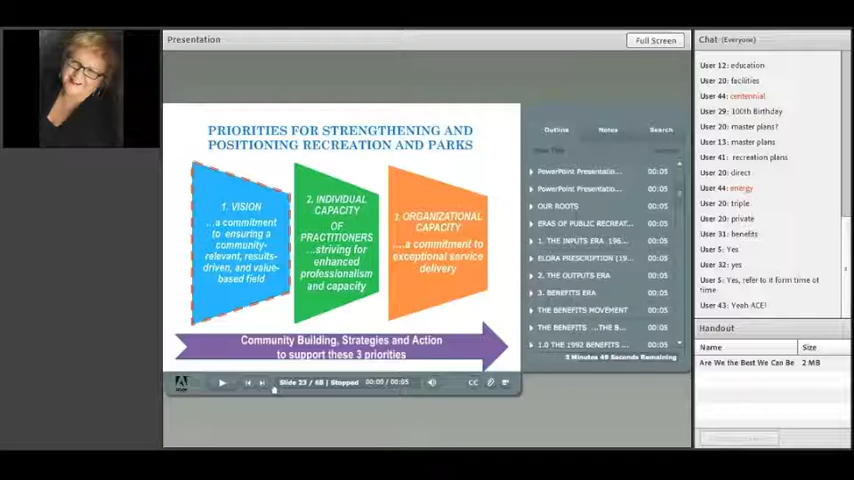 Presentation
Full Screen
PRIORITIES FOR STRENGTHENING AND
POSITIONING RECREATION AND PARKS
1. VISION
...a commitment
to ensuring a
community-
relevant, results-
driven, and value-
based field
2. INDIVIDUAL
CAPACITY
OF
PRACTITIONERS
...striving for
enhanced
professionalism
and capacity
3. ORGANIZATIONAL
CAPACITY
....a commitment to
exceptional service
delivery
Community Building, Strategies and Action
to support these 3 priorities
Slide 23 / 68 | Stopped
00:00 / 00:05
CC
Outline Notes Search
PowerPoint Presentatio... 00:05
PowerPoint Presentatio... 00:05
OUR ROOTS 00:05
ERAS OF PUBLIC RECREAT... 00:05
1. THE INPUTS ERA 00:05
ELORA PRESCRIPTION (19... 00:05
2. THE OUTPUTS ERA 00:05
3. BENEFITS ERA 00:05
THE BENEFITS MOVEMENT 00:05
THE BENEFITS ...THE B... 00:05
1.0 THE 1992 BENEFITS ... 00:05
Minutes 49 Seconds Remaining
Chat (Everyone)
User 12: education
User 20: facilities
User 44: centennial
User 29: 100th Birthday
User 20: master plans?
User 13: master plans
User 41: recreation plans
User 20: direct
User 44: energy
User 20: triple
User 20: private
User 31: benefits
User 5: Yes
User 32: yes
User 5: Yes, refer to it form time of
time
User 43: Yeah ACE!
Handout
Name Size
Are We the Best We Can Be 2 MB